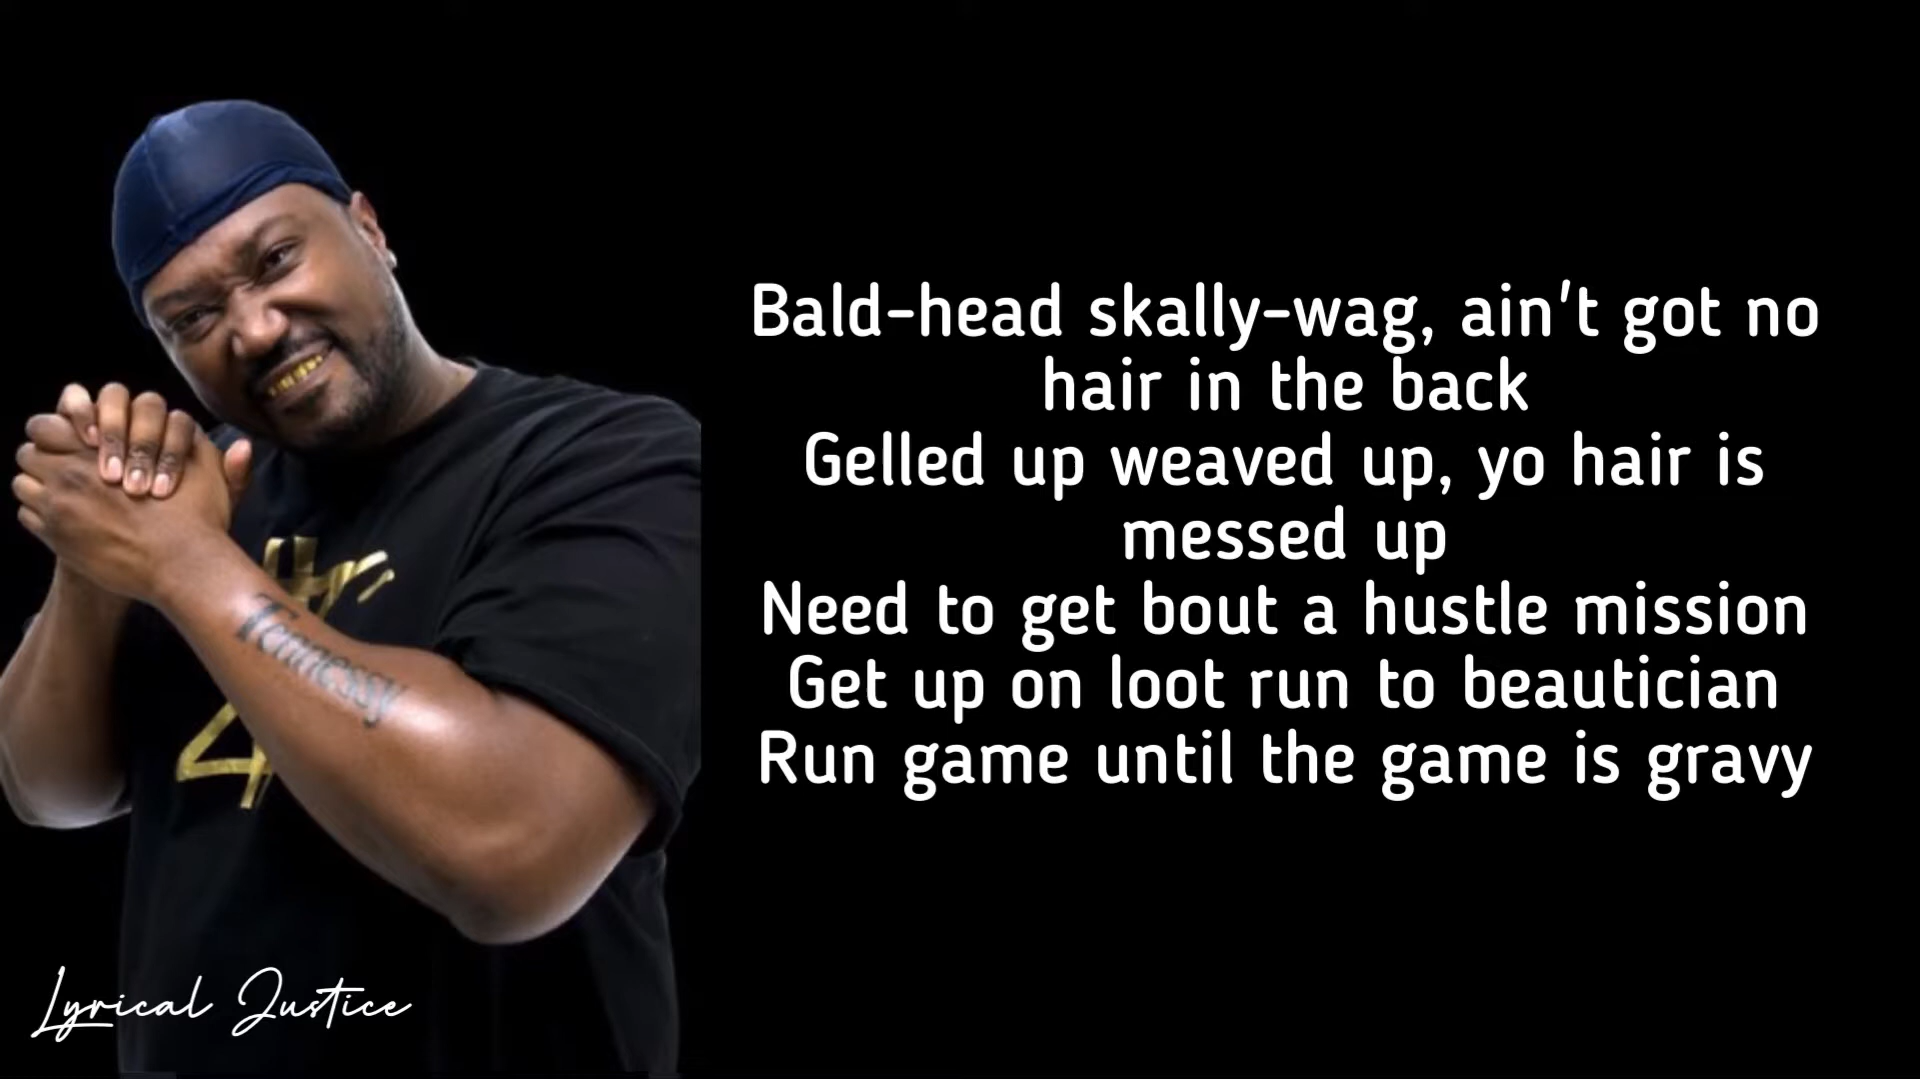 Bald-head skally-wag, ain't got no
hair in the back
Gelled up weaved up, yo hair is
messed up
Need to get bout a hustle mission
Get up on loot run to beautician
Run game until the game is gravy
Tennessy
Lyrical Justice